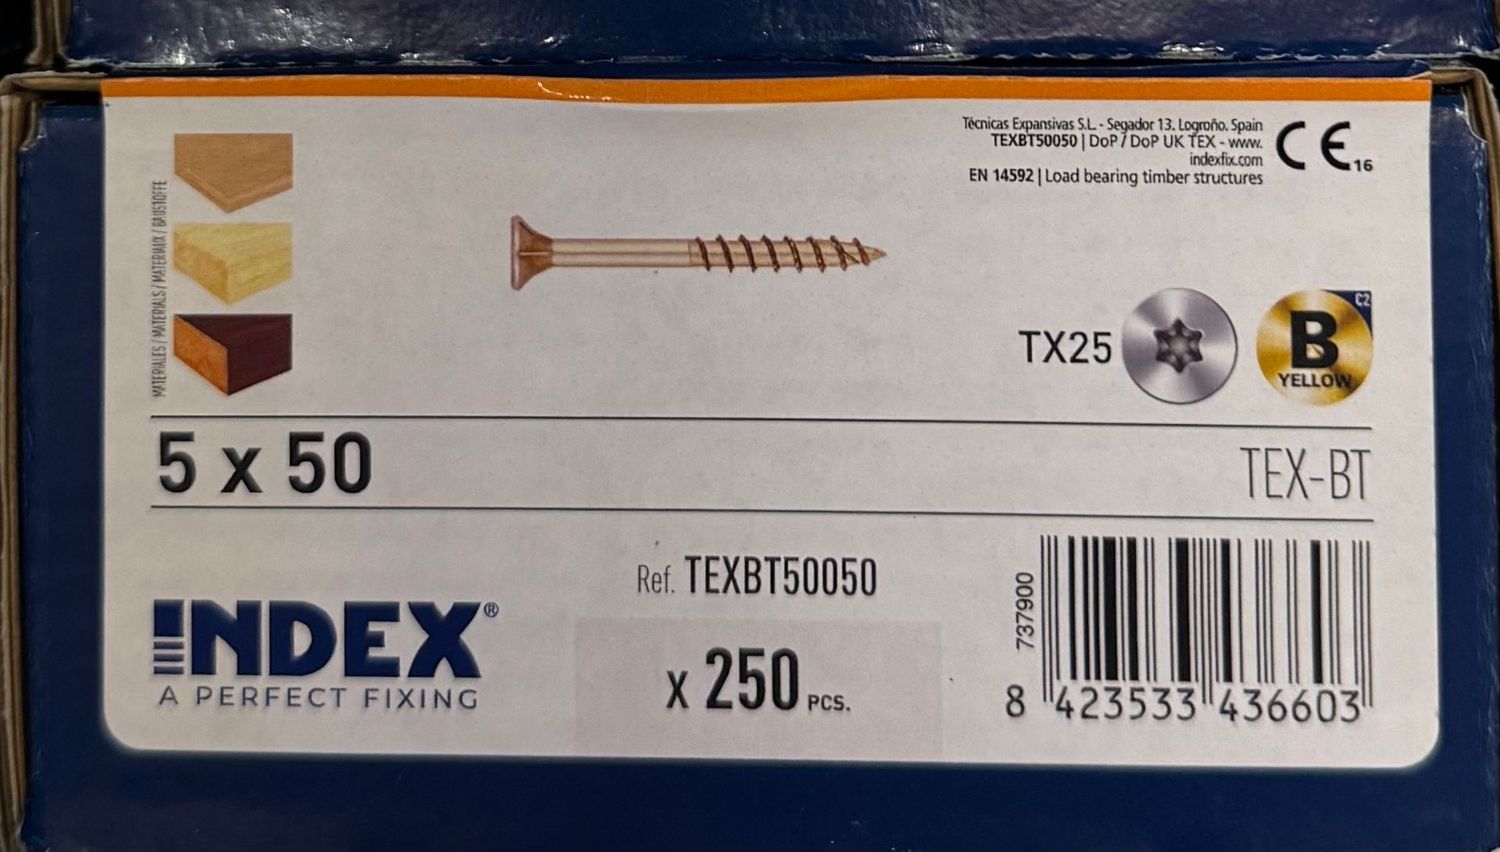 Técnicas Expansivas S.L. - Segador 13. Logroño. Spain
TEXBT50050 | DoP / DoP UK TEX - www.
indexfix.com
EN 14592 | Load bearing timber structures
CE 16
MATERIALES / MATERIALS / MATERIAUX / BAUSTOFFE
TX25
C2
B
YELLOW
5 x 50
TEX-BT
Ref. TEXBT50050
INDEX®
A PERFECT FIXING
x 250 PCS.
737900
8 423533 436603